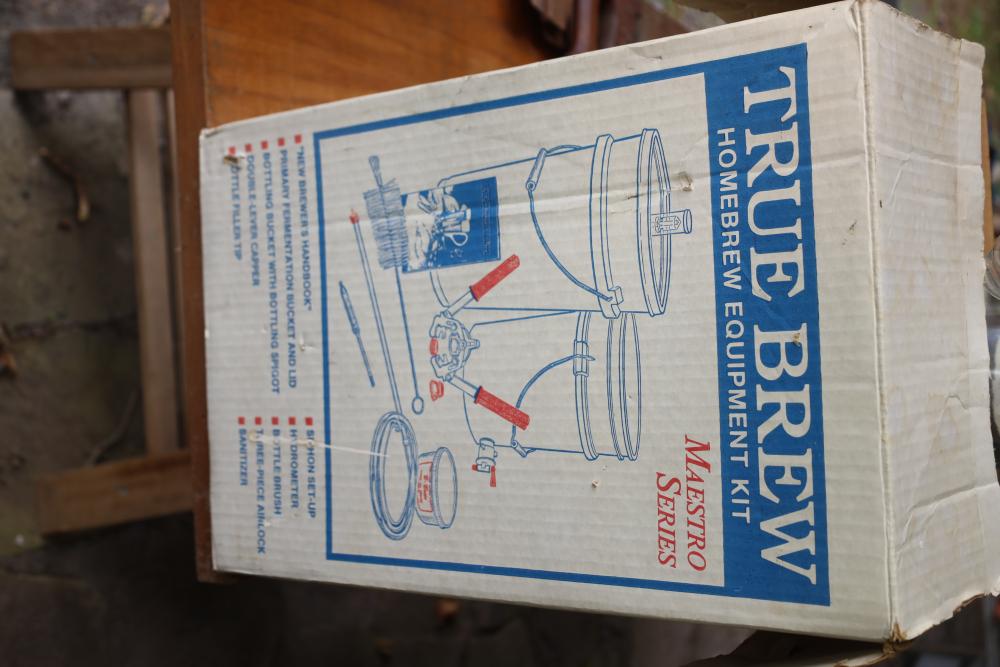 TRUE BREW
HOMEBREW EQUIPMENT KIT
MAESTRO
SERIES
"NEW BREWER'S HANDBOOK"
PRIMARY FERMENTATION BUCKET AND LID
BOTTLING BUCKET WITH BOTTLING SPIGOT
DOUBLE LEVER CAPPER
BOTTLE FILLER TIP
SIPHON SET-UP
HYDROMETER
BOTTLE BRUSH
THREE-PIECE AIRLOCK
SANITIZER